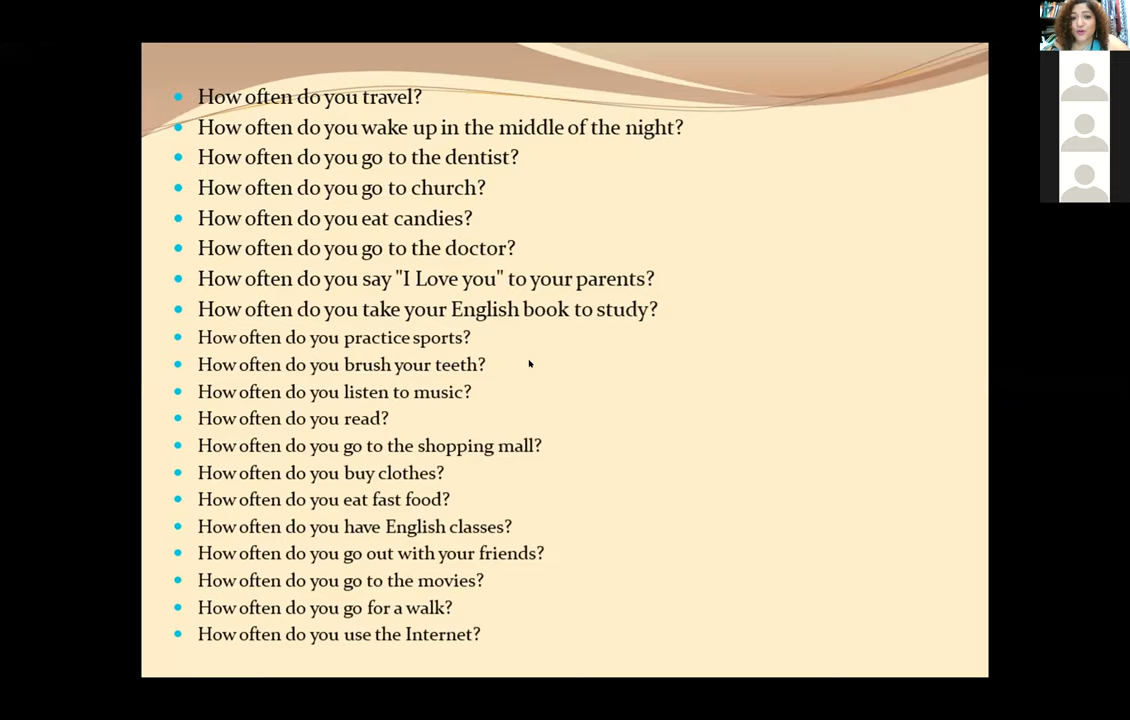 How often do you travel?
How often do you wake up in the middle of the night?
How often do you go to the dentist?
How often do you go to church?
How often do you eat candies?
How often do you go to the doctor?
How often do you say "I Love you" to your parents?
How often do you take your English book to study?
How often do you practice sports?
How often do you brush your teeth?
How often do you listen to music?
How often do you read?
How often do you go to the shopping mall?
How often do you buy clothes?
How often do you eat fast food?
How often do you have English classes?
How often do you go out with your friends?
How often do you go to the movies?
How often do you go for a walk?
How often do you use the Internet?